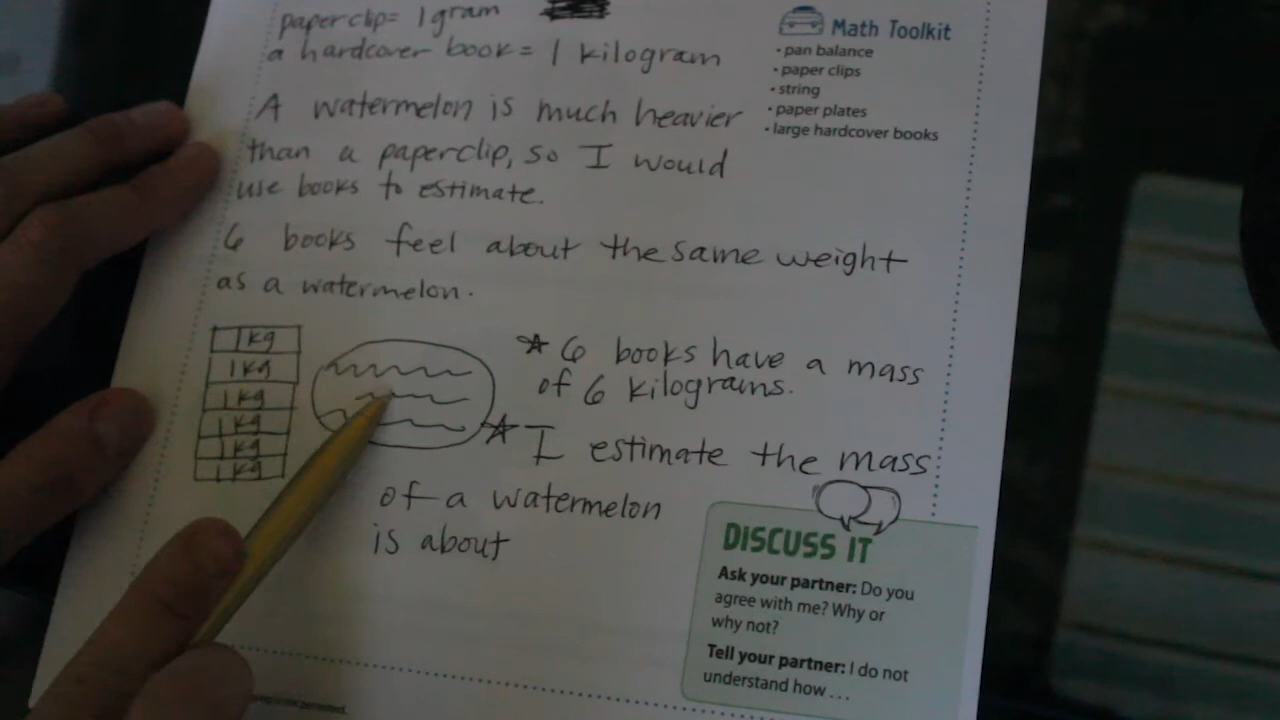 paperclip= 1 gram
a hardcover book = 1 kilogram
A watermelon is much heavier
than a paperclip, so I would
use books to estimate.
6 books feel about the same weight
as a watermelon.
1kg
1kg
1kg
1kg
1kg
1kg
* 6 books have a mass
of 6 kilograms.
* I estimate the mass
of a watermelon
is about
Math Toolkit
• pan balance
• paper clips
• string
• paper plates
• large hardcover books
DISCUSS IT
Ask your partner: Do you
agree with me? Why or
why not?
Tell your partner: I do not
understand how . . .
permitted.